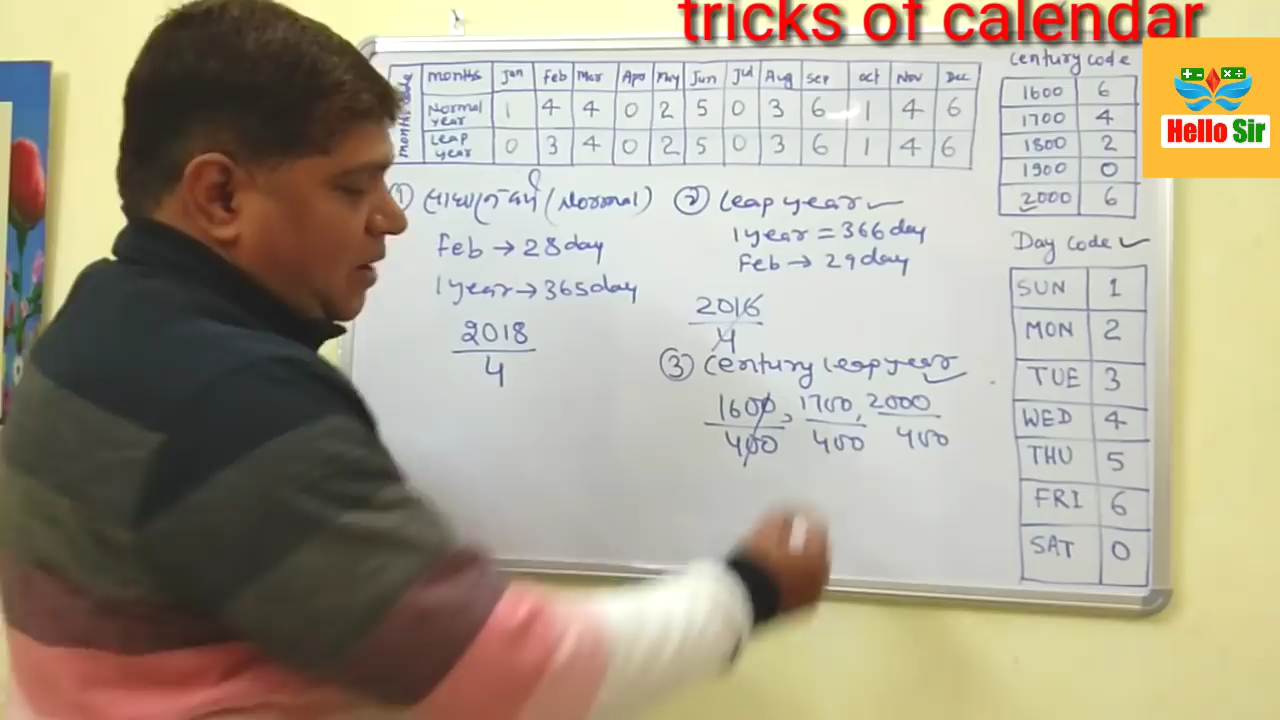 tricks of calendar
months Jan Feb Mar Apr My Jun Jul Aug Sep oct Nov Dec
Normal year 1 4 4 0 2 5 0 3 6 1 4 6
Leap year 0 3 4 0 2 5 0 3 6 1 4 6
century code
1600 6
1700 4
1800 2
1900 0
2000 6
Hello Sir
① (Normal)
Feb → 28 day
1 year → 365 day
2018
4
② Leap year
1 year = 366 day
Feb → 29 day
2016
4
③ century leap year
1600, 1700, 2000
400 400 400
Day code
SUN 1
MON 2
TUE 3
WED 4
THU 5
FRI 6
SAT 0